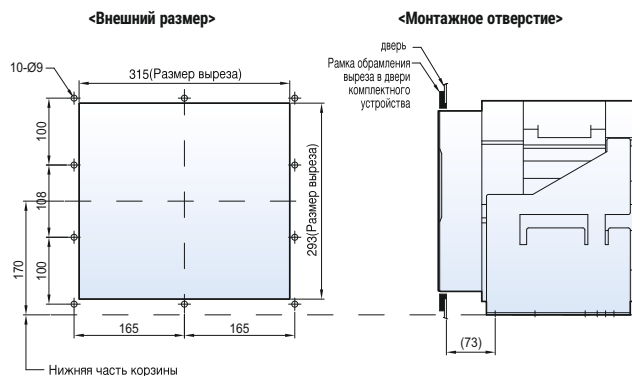 <Внешний размер>
<Монтажное отверстие>
10-Ø9
315(Размер выреза)
дверь
Рамка обрамления
выреза в двери
комплектного
устройства
100
108
100
170
293(Размер выреза)
165
165
(73)
Нижняя часть корзины